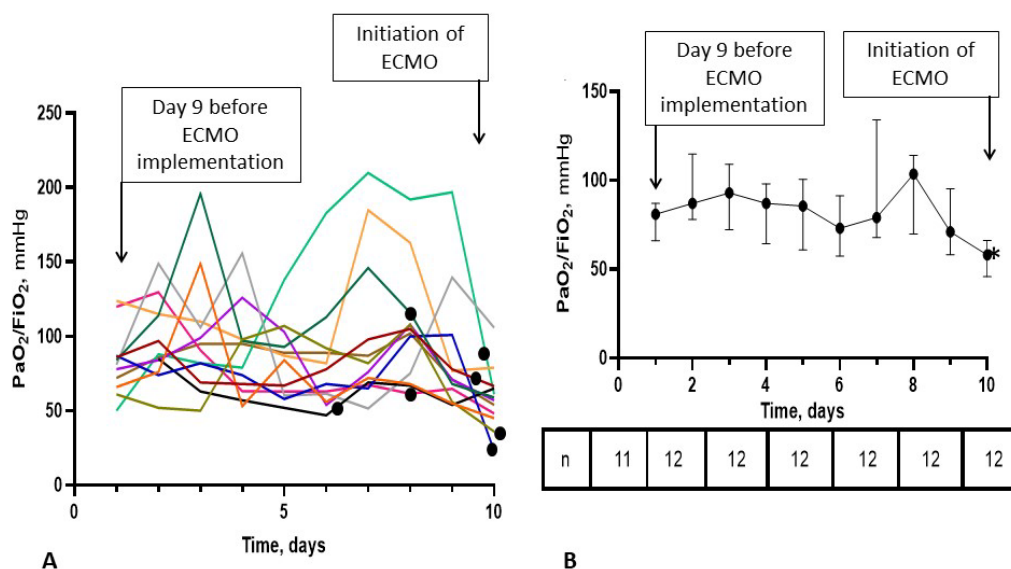 Initiation of
ECMO
Day 9 before
ECMO
implementation
250
200
150
100
50
0
PaO2/FiO2, mmHg
0
5
10
Time, days
A
Day 9 before
ECMO
implementation
Initiation of
ECMO
150
100
50
0
PaO2/FiO2, mmHg
*
0 2 4 6 8 10
Time, days
n 11 12 12 12 12 12 12
B